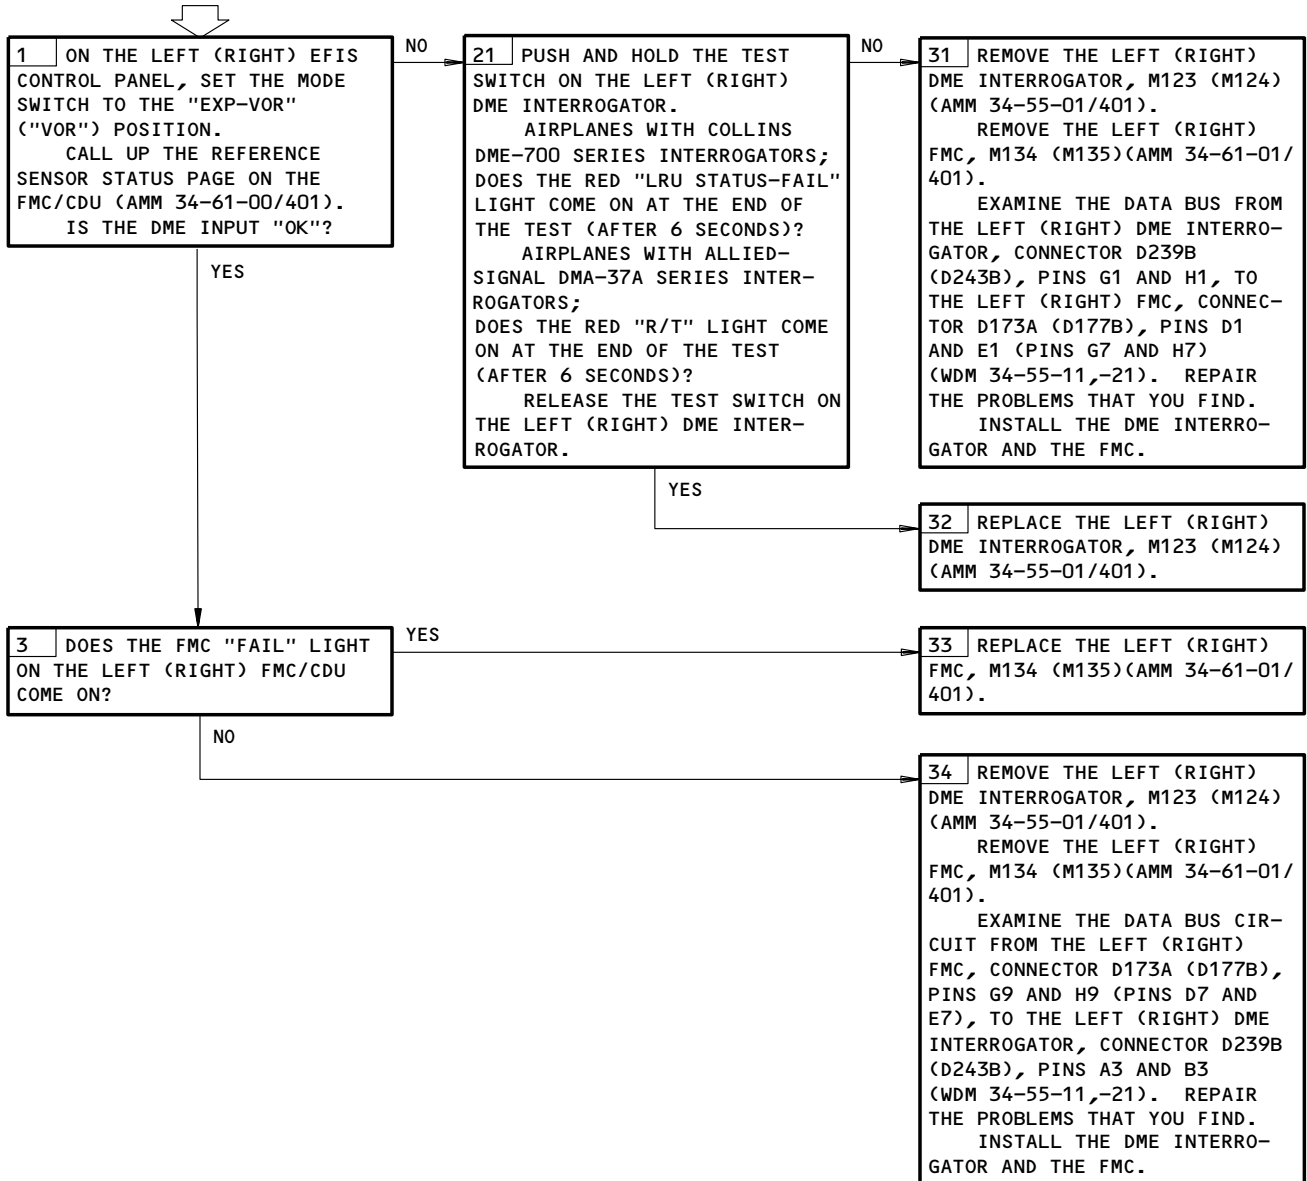 1 ON THE LEFT (RIGHT) EFIS
CONTROL PANEL, SET THE MODE
SWITCH TO THE "EXP-VOR"
("VOR") POSITION.
CALL UP THE REFERENCE
SENSOR STATUS PAGE ON THE
FMC/CDU (AMM 34-61-00/401).
IS THE DME INPUT "OK"?
NO
YES
21 PUSH AND HOLD THE TEST
SWITCH ON THE LEFT (RIGHT)
DME INTERROGATOR.
AIRPLANES WITH COLLINS
DME-700 SERIES INTERROGATORS;
DOES THE RED "LRU STATUS-FAIL"
LIGHT COME ON AT THE END OF
THE TEST (AFTER 6 SECONDS)?
AIRPLANES WITH ALLIED-
SIGNAL DMA-37A SERIES INTER-
ROGATORS;
DOES THE RED "R/T" LIGHT COME
ON AT THE END OF THE TEST
(AFTER 6 SECONDS)?
RELEASE THE TEST SWITCH ON
THE LEFT (RIGHT) DME INTER-
ROGATOR.
NO
YES
31 REMOVE THE LEFT (RIGHT)
DME INTERROGATOR, M123 (M124)
(AMM 34-55-01/401).
REMOVE THE LEFT (RIGHT)
FMC, M134 (M135)(AMM 34-61-01/
401).
EXAMINE THE DATA BUS FROM
THE LEFT (RIGHT) DME INTERRO-
GATOR, CONNECTOR D239B
(D243B), PINS G1 AND H1, TO
THE LEFT (RIGHT) FMC, CONNEC-
TOR D173A (D177B), PINS D1
AND E1 (PINS G7 AND H7)
(WDM 34-55-11,-21). REPAIR
THE PROBLEMS THAT YOU FIND.
INSTALL THE DME INTERRO-
GATOR AND THE FMC.
32 REPLACE THE LEFT (RIGHT)
DME INTERROGATOR, M123 (M124)
(AMM 34-55-01/401).
3 DOES THE FMC "FAIL" LIGHT
ON THE LEFT (RIGHT) FMC/CDU
COME ON?
YES
NO
33 REPLACE THE LEFT (RIGHT)
FMC, M134 (M135)(AMM 34-61-01/
401).
34 REMOVE THE LEFT (RIGHT)
DME INTERROGATOR, M123 (M124)
(AMM 34-55-01/401).
REMOVE THE LEFT (RIGHT)
FMC, M134 (M135)(AMM 34-61-01/
401).
EXAMINE THE DATA BUS CIR-
CUIT FROM THE LEFT (RIGHT)
FMC, CONNECTOR D173A (D177B),
PINS G9 AND H9 (PINS D7 AND
E7), TO THE LEFT (RIGHT) DME
INTERROGATOR, CONNECTOR D239B
(D243B), PINS A3 AND B3
(WDM 34-55-11,-21). REPAIR
THE PROBLEMS THAT YOU FIND.
INSTALL THE DME INTERRO-
GATOR AND THE FMC.